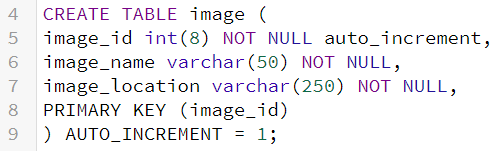 4 CREATE TABLE image (
5 image_id int(8) NOT NULL auto_increment,
6 image_name varchar(50) NOT NULL,
7 image_location varchar(250) NOT NULL,
8 PRIMARY KEY (image_id)
9 ) AUTO_INCREMENT = 1;